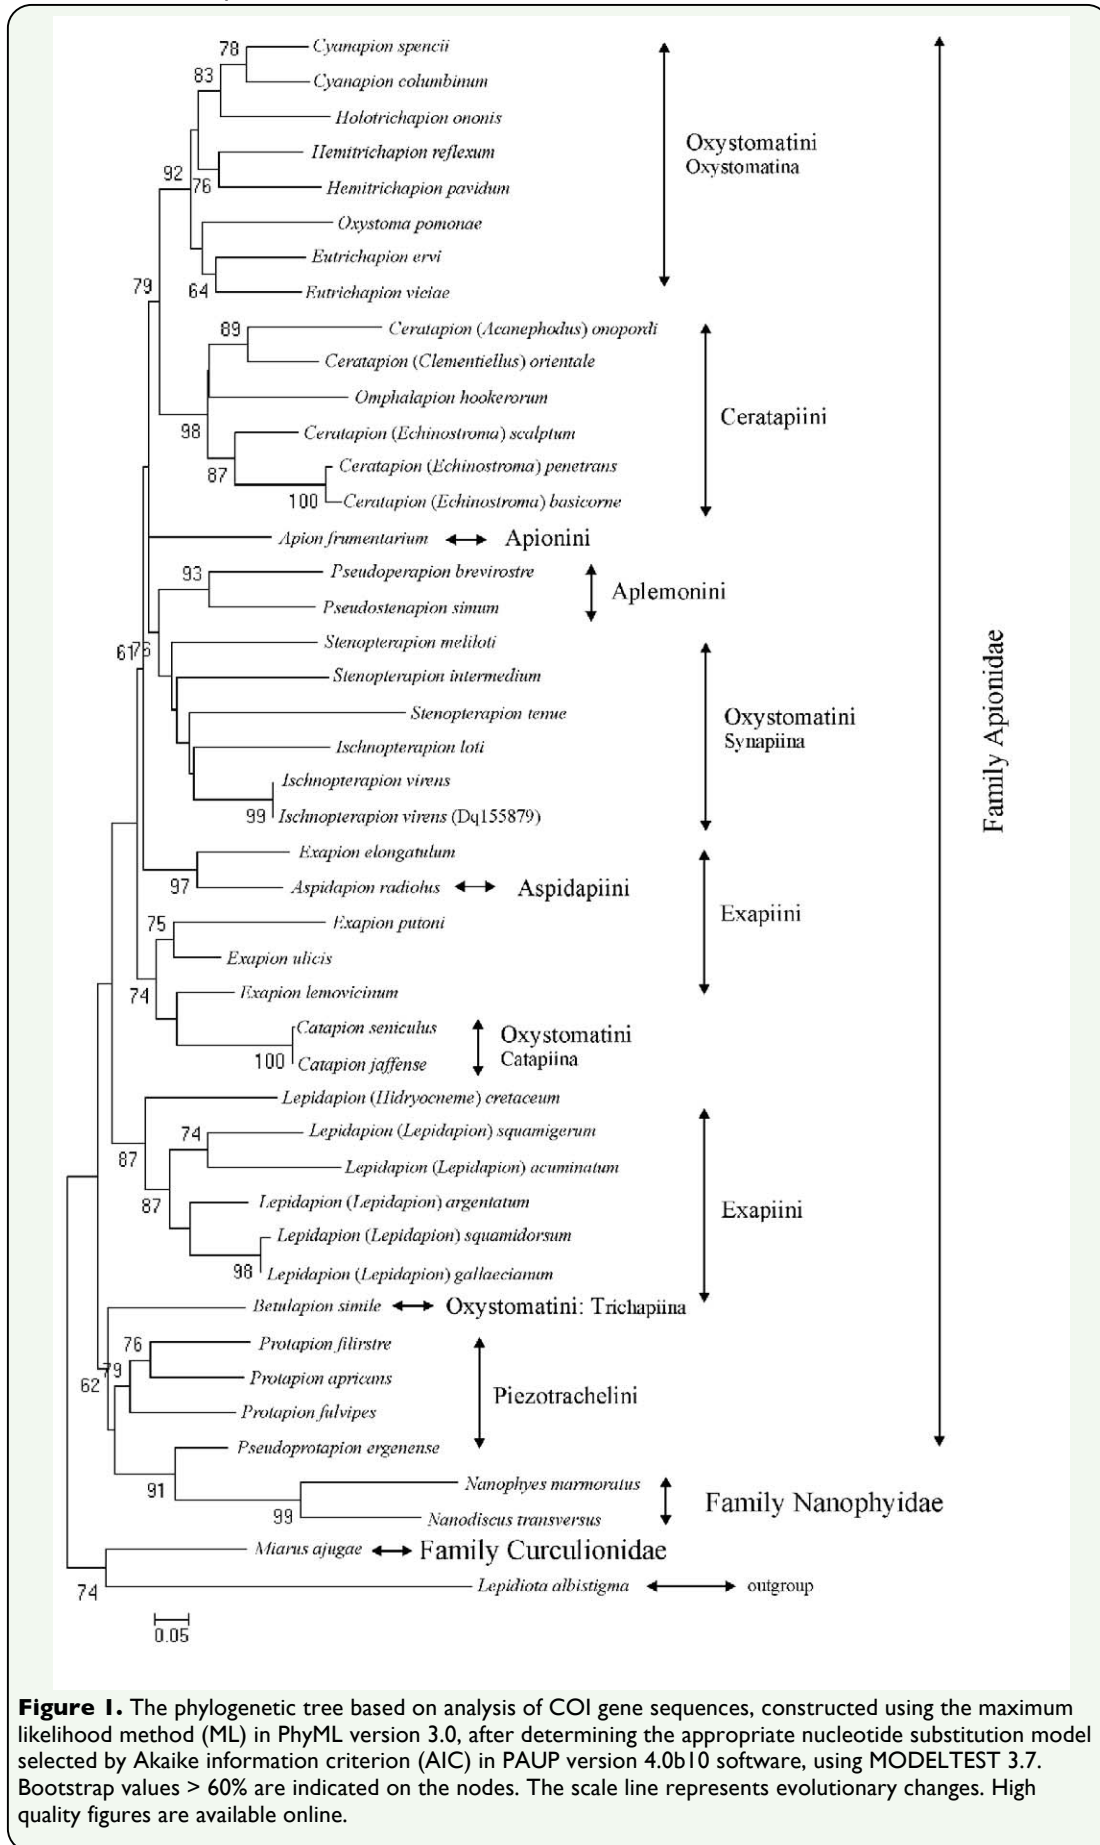 78
Cyanapion spencii
83
Cyanapion columbinum
Holotrichapion ononis
Oxystomatini
Oxystomatina
Hemitrichapion reflexum
92
76
Hemitrichapion pavidum
Oxystoma pomonae
Eutrichapion ervi
79
64
Eutrichapion viciae
89
Ceratapion (Acanephodus) onopordi
Ceratapion (Clementiellus) orientale
Omphalapion hookerorum
Ceratapiini
98
Ceratapion (Echinostroma) scalptum
87
Ceratapion (Echinostroma) penetrans
100
Ceratapion (Echinostroma) basicorne
Apion frumentarium
Apionini
93
Pseudoperapion brevirostre
Aplemonini
Pseudostenapion simum
61
76
Stenopterapion meliloti
Stenopterapion intermedium
Stenopterapion tenue
Oxystomatini
Synapiina
Ischnopterapion loti
Ischnopterapion virens
99
Ischnopterapion virens (Dq155879)
Family Apionidae
Exapion elongatulum
97
Aspidapion radiolus
Aspidapiini
Exapiini
75
Exapion putoni
Exapion ulicis
74
Exapion lemovicinum
Catapion seniculus
Oxystomatini
Catapiina
100
Catapion jaffense
Lepidapion (Hidryocneme) cretaceum
74
Lepidapion (Lepidapion) squamigerum
87
Lepidapion (Lepidapion) acuminatum
87
Lepidapion (Lepidapion) argentatum
Exapiini
Lepidapion (Lepidapion) squamidorsum
98
Lepidapion (Lepidapion) gallaecianum
Betulapion simile
Oxystomatini: Trichapiina
76
Protapion filirstre
79
62
Protapion apricans
Piezotrachelini
Protapion fulvipes
Pseudoprotapion ergenense
91
Nanophyes marmoratus
Family Nanophyidae
99
Nanodiscus transversus
Miarus ajugae
Family Curculionidae
74
Lepidiota albistigma
outgroup
0.05
Figure 1. The phylogenetic tree based on analysis of COI gene sequences, constructed using the maximum
likelihood method (ML) in PhyML version 3.0, after determining the appropriate nucleotide substitution model
selected by Akaike information criterion (AIC) in PAUP version 4.0b10 software, using MODELTEST 3.7.
Bootstrap values > 60% are indicated on the nodes. The scale line represents evolutionary changes. High
quality figures are available online.